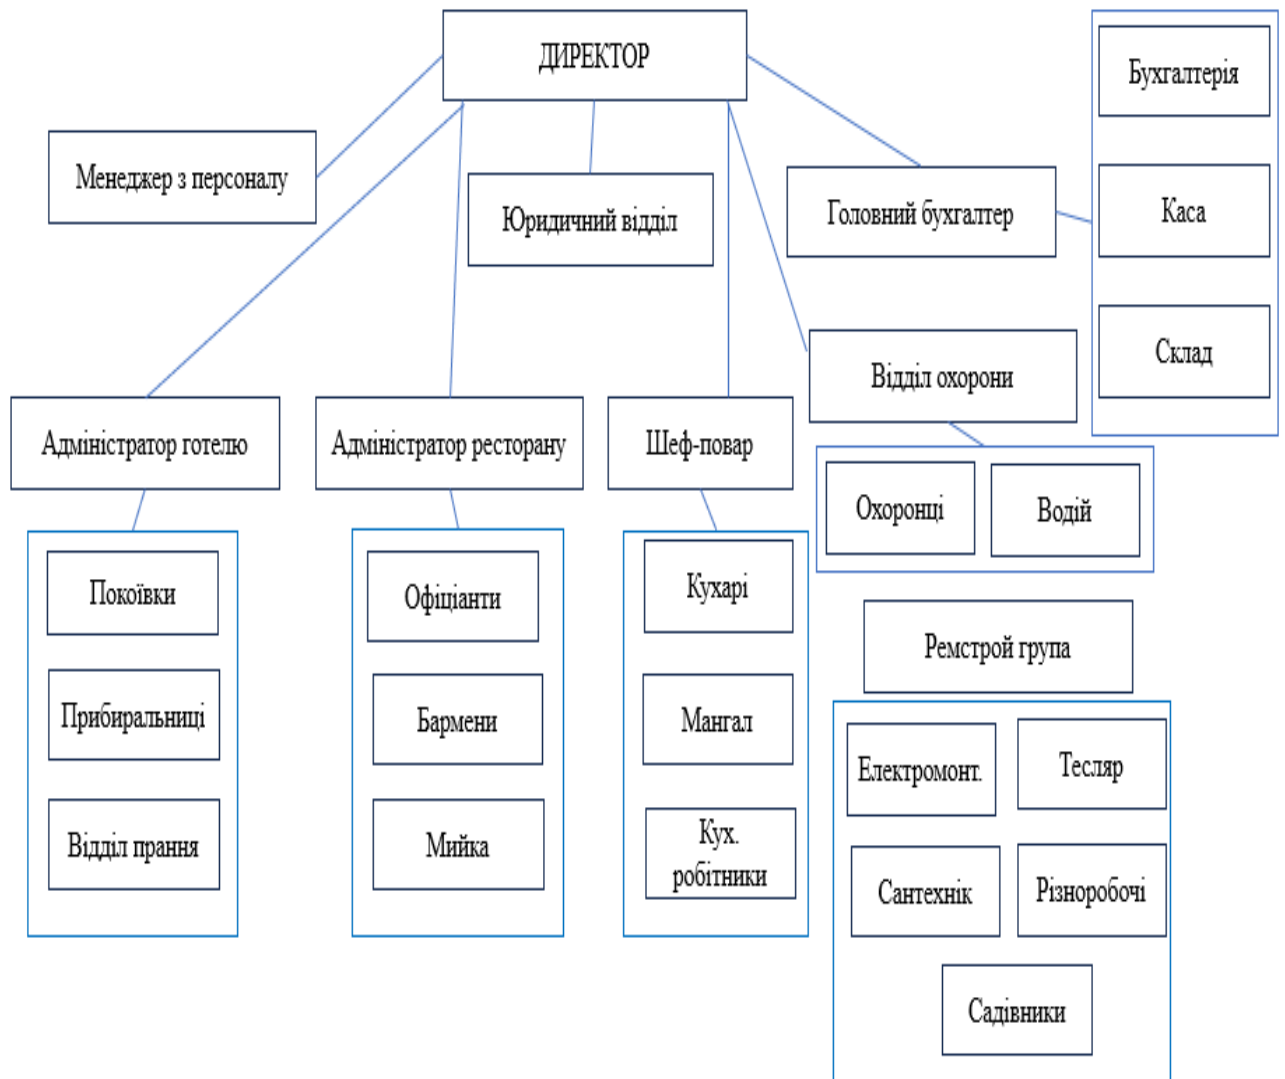 ДИРЕКТОР
Бухгалтерія
Менеджер з персоналу
Юридичний відділ
Головний бухгалтер
Каса
Склад
Відділ охорони
Адміністратор готелю
Адміністратор ресторану
Шеф-повар
Охоронці
Водій
Покоївки
Офіціанти
Кухарі
Ремстрой група
Прибиральниці
Бармени
Мангал
Електромонт.
Тесляр
Відділ прання
Мийка
Кух.
робітники
Сантехнік
Різноробочі
Садівники